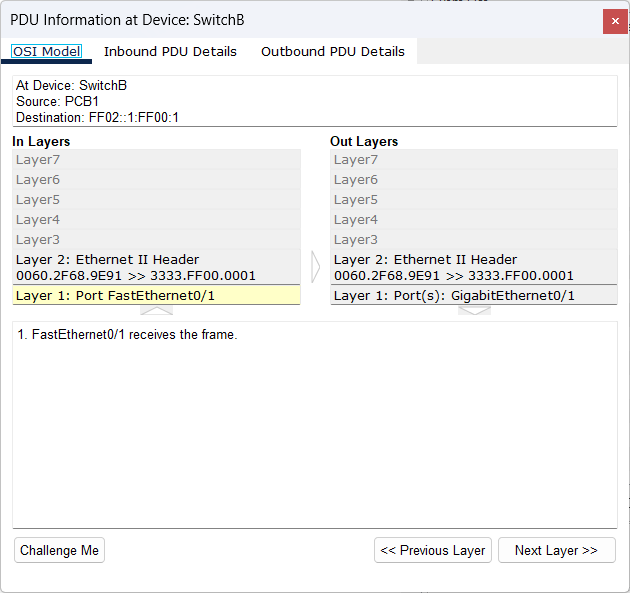 PDU Information at Device: SwitchB
OSI Model
Inbound PDU Details
Outbound PDU Details
At Device: SwitchB
Source: PCB1
Destination: FF02::1:FF00:1
In Layers
Layer7
Layer6
Layer5
Layer4
Layer3
Layer 2: Ethernet II Header
0060.2F68.9E91 >> 3333.FF00.0001
Layer 1: Port FastEthernet0/1
Out Layers
Layer7
Layer6
Layer5
Layer4
Layer3
Layer 2: Ethernet II Header
0060.2F68.9E91 >> 3333.FF00.0001
Layer 1: Port(s): GigabitEthernet0/1
1. FastEthernet0/1 receives the frame.
Challenge Me
<< Previous Layer
Next Layer >>